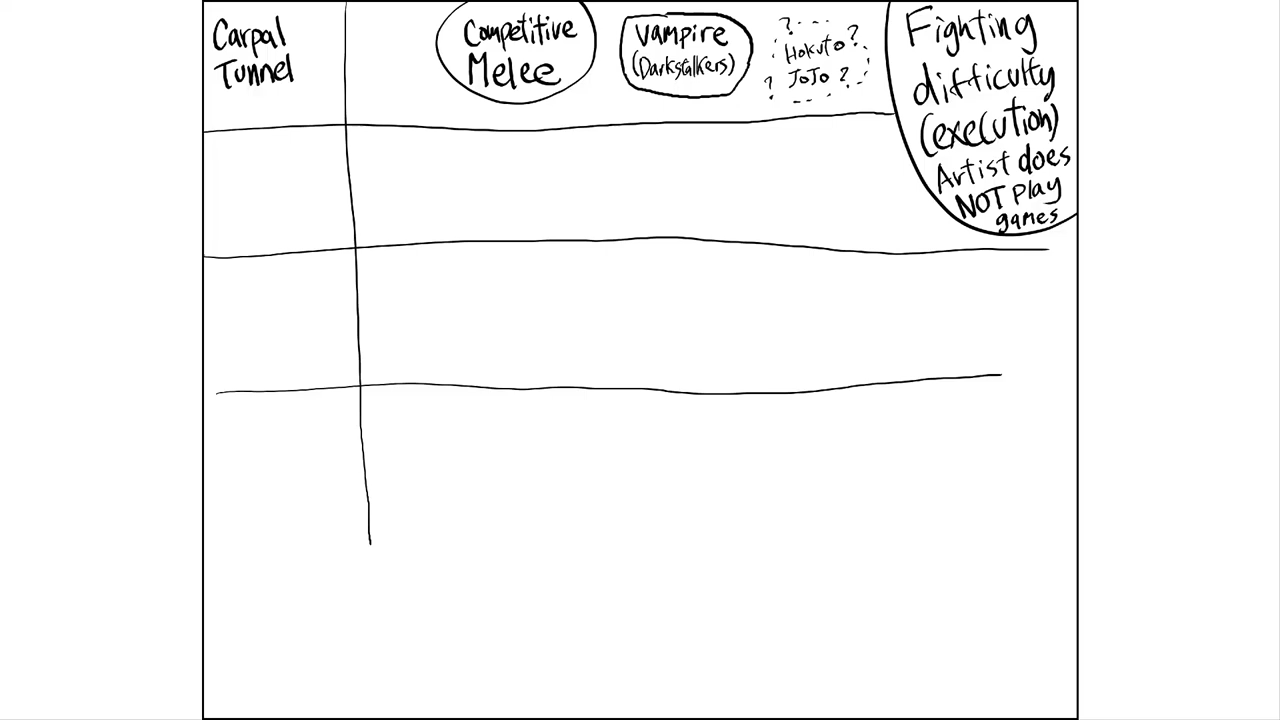 Carpal
Tunnel
Competitive
Melee
Vampire
(Darkstalkers)
? Hokuto ?
? JoJo ?
Fighting
difficulty
(execution)
Artist does
NOT play
games